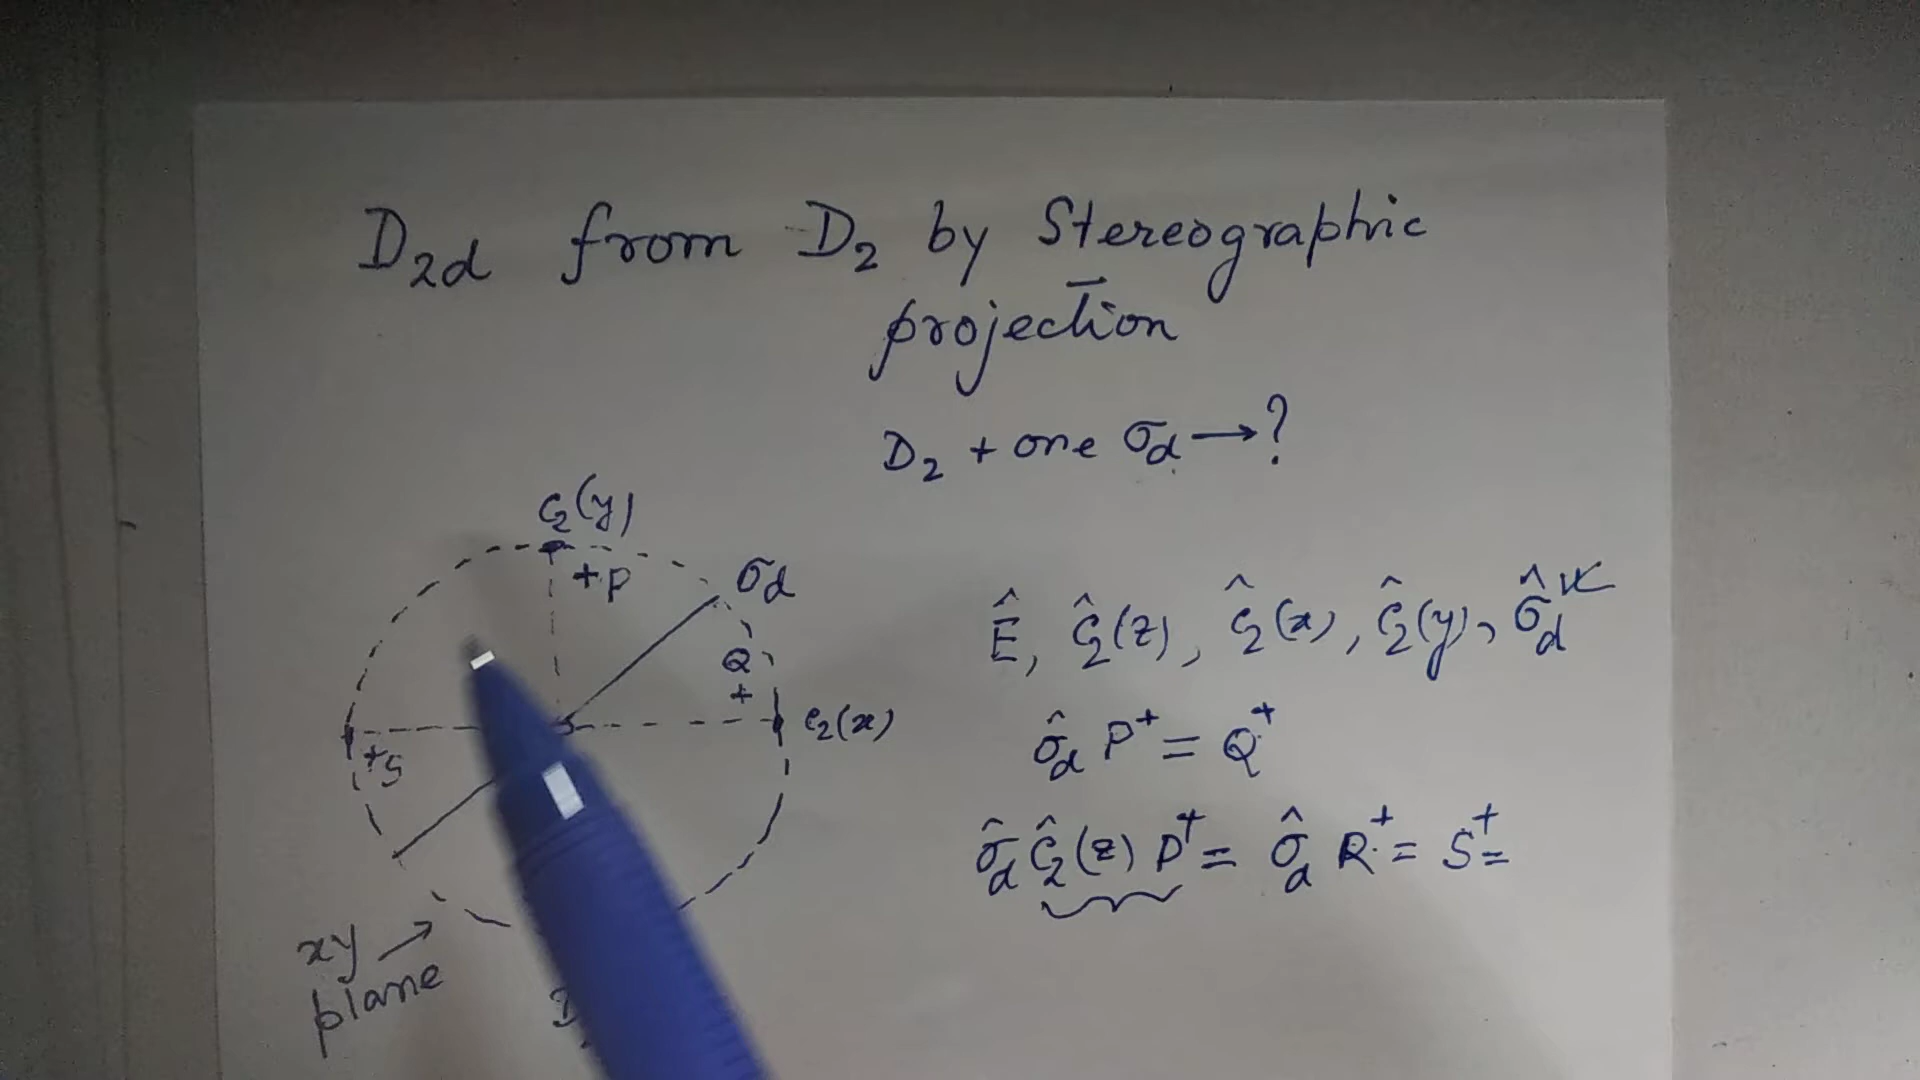 D₂d from D₂ by Stereographic
projection
D₂ + one σd → ?
C₂(y)
+P
σd
Q
+
C₂(x)
+S
xy
plane
Ê, Ĉ₂(z), Ĉ₂(x), Ĉ₂(y), σ̂d
σ̂d P⁺ = Q⁺
σ̂d Ĉ₂(z) P⁺ = σ̂d R⁺ = S⁺ =